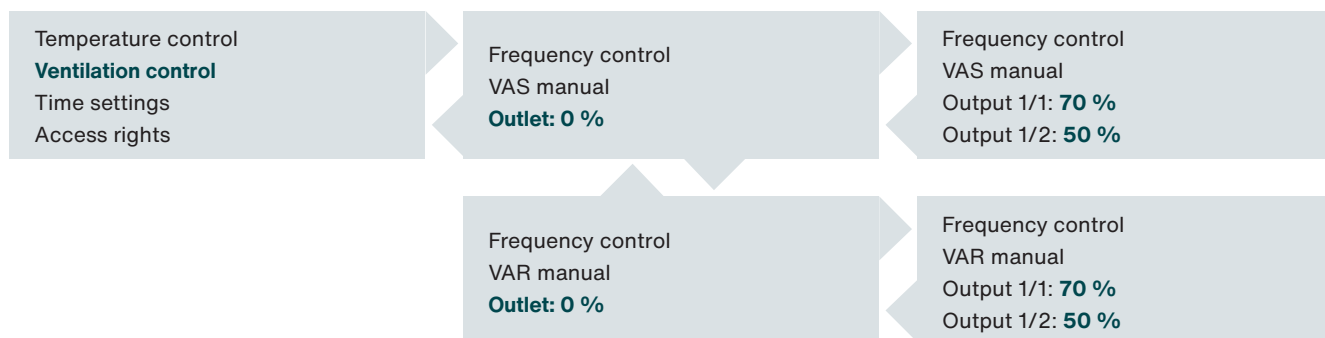 Temperature control
Ventilation control
Time settings
Access rights
Frequency control
VAS manual
Outlet: 0 %
Frequency control
VAS manual
Output 1/1: 70 %
Output 1/2: 50 %
Frequency control
VAR manual
Outlet: 0 %
Frequency control
VAR manual
Output 1/1: 70 %
Output 1/2: 50 %